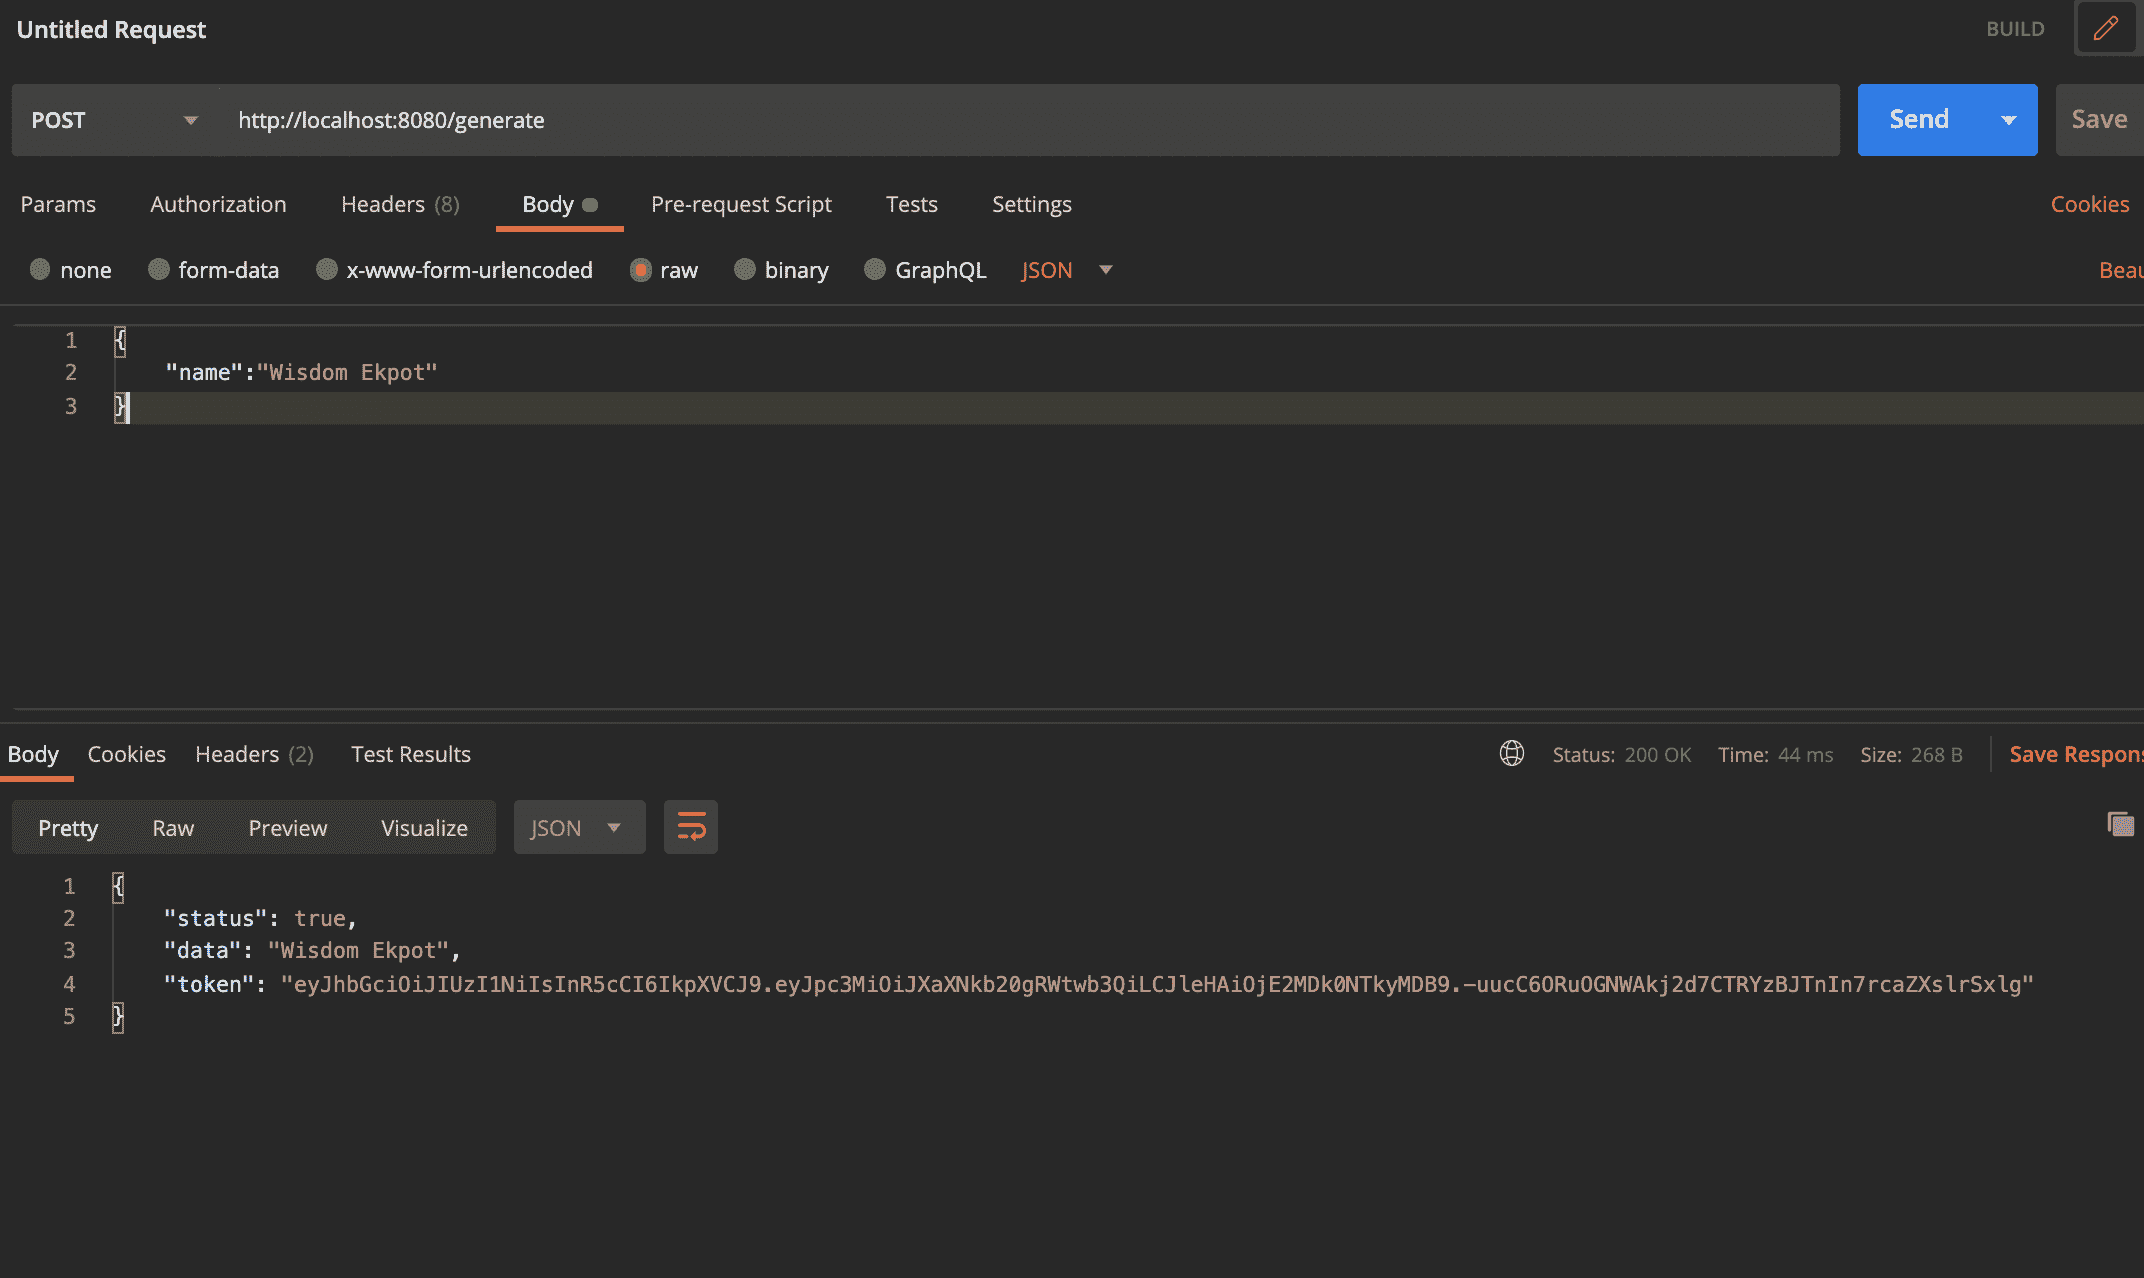 Untitled Request
BUILD
POST
http://localhost:8080/generate
Send
Save
Params
Authorization
Headers (8)
Body
Pre-request Script
Tests
Settings
Cookies
none
form-data
x-www-form-urlencoded
raw
binary
GraphQL
JSON
Beau
1 {
2 "name":"Wisdom Ekpot"
3 }
Body
Cookies
Headers (2)
Test Results
Status: 200 OK
Time: 44 ms
Size: 268 B
Save Respons
Pretty
Raw
Preview
Visualize
JSON
1 {
2 "status": true,
3 "data": "Wisdom Ekpot",
4 "token": "eyJhbGciOiJIUzI1NiIsInR5cCI6IkpXVCJ9.eyJpc3MiOiJXaXNkb20gRWtwb3QiLCJleHAiOjE2MDk0NTkyMDB9.-uucC6ORuOGNWAkj2d7CTRYzBJTnIn7rcaZXslrSxlg"
5 }